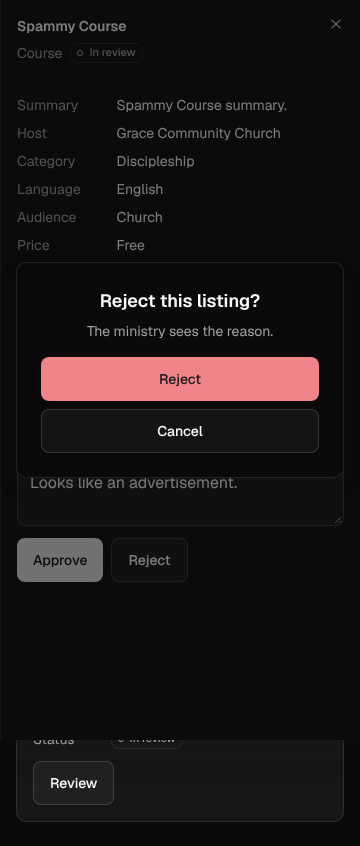 Spammy Course
Course In review
Summary Spammy Course summary.
Host Grace Community Church
Category Discipleship
Language English
Audience Church
Price Free
Reject this listing?
The ministry sees the reason.
Reject
Cancel
Looks like an advertisement.
Approve Reject
Status In review
Review